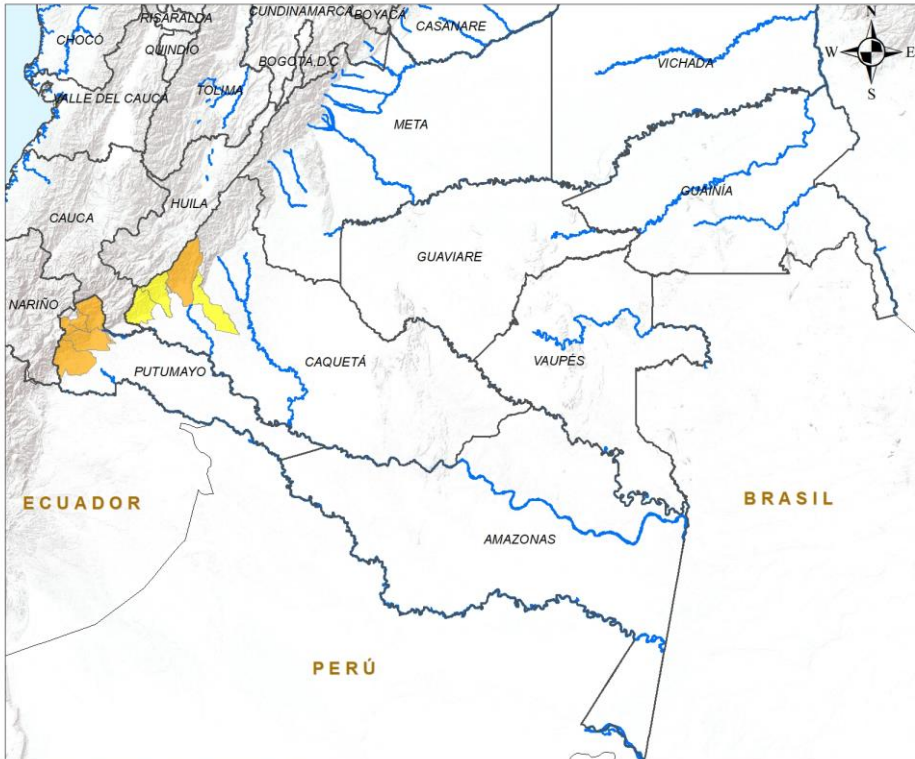 RISARALDA
CUNDINAMARCA
BOYACÁ
CASANARE
N
CHOCÓ
QUINDÍO
BOGOTÁ D.C
VICHADA
W
E
S
VALLE DEL CAUCA
TOLIMA
META
GUAINÍA
CAUCA
HUILA
GUAVIARE
NARIÑO
PUTUMAYO
CAQUETÁ
VAUPÉS
ECUADOR
BRASIL
AMAZONAS
PERÚ